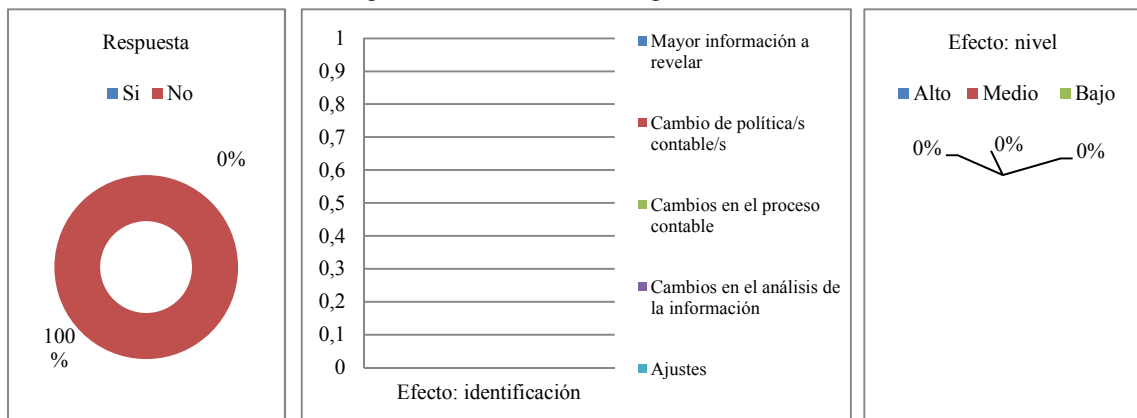 Respuesta
Si No
0%
100
%
1
0,9
0,8
0,7
0,6
0,5
0,4
0,3
0,2
0,1
0
Efecto: identificación
Mayor información a
revelar
Cambio de política/s
contable/s
Cambios en el proceso
contable
Cambios en el análisis de
la información
Ajustes
Efecto: nivel
Alto Medio Bajo
0% 0% 0%